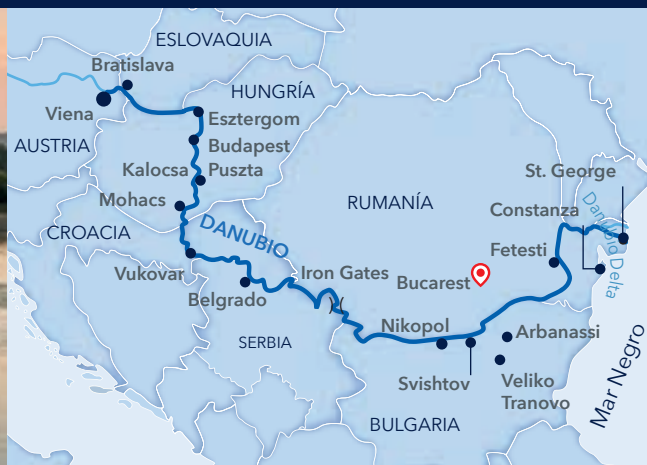 ESLOVAQUIA
Bratislava
HUNGRÍA
Viena
Esztergom
AUSTRIA
Budapest
Kalocsa
Puszta
St. George
Mohacs
RUMANÍA
Constanza
Danubio Delta
CROACIA
DANUBIO
Fetesti
Vukovar
Iron Gates
Bucarest
Belgrado
Nikopol
Arbanassi
SERBIA
Svishtov
Veliko
Tranovo
Mar Negro
BULGARIA